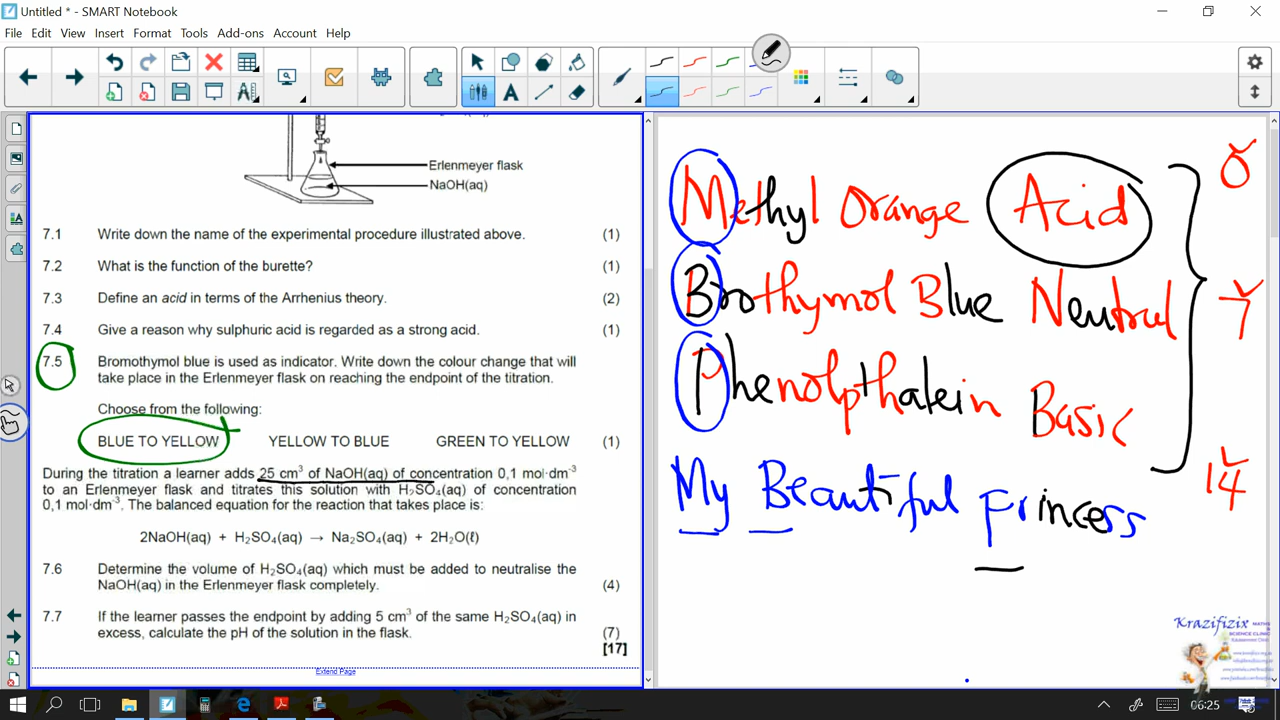 Untitled * - SMART Notebook
File Edit View Insert Format Tools Add-ons Account Help
Erlenmeyer flask
NaOH(aq)
7.1 Write down the name of the experimental procedure illustrated above. (1)
7.2 What is the function of the burette? (1)
7.3 Define an acid in terms of the Arrhenius theory. (2)
7.4 Give a reason why sulphuric acid is regarded as a strong acid. (1)
7.5 Bromothymol blue is used as indicator. Write down the colour change that will
take place in the Erlenmeyer flask on reaching the endpoint of the titration.
Choose from the following:
BLUE TO YELLOW YELLOW TO BLUE GREEN TO YELLOW (1)
During the titration a learner adds 25 cm³ of NaOH(aq) of concentration 0,1 mol·dm⁻³
to an Erlenmeyer flask and titrates this solution with H₂SO₄(aq) of concentration
0,1 mol·dm⁻³. The balanced equation for the reaction that takes place is:
2NaOH(aq) + H₂SO₄(aq) → Na₂SO₄(aq) + 2H₂O(ℓ)
7.6 Determine the volume of H₂SO₄(aq) which must be added to neutralise the
NaOH(aq) in the Erlenmeyer flask completely. (4)
7.7 If the learner passes the endpoint by adding 5 cm³ of the same H₂SO₄(aq) in
excess, calculate the pH of the solution in the flask. (7)
[17]
Extend Page
Methyl Orange Acid 0
Brothymol Blue Neutral 7
Phenolpthalein Basic
14
My Beautiful Princess
Krazifizix MATHS &
SCIENCE CLINIC
06:25